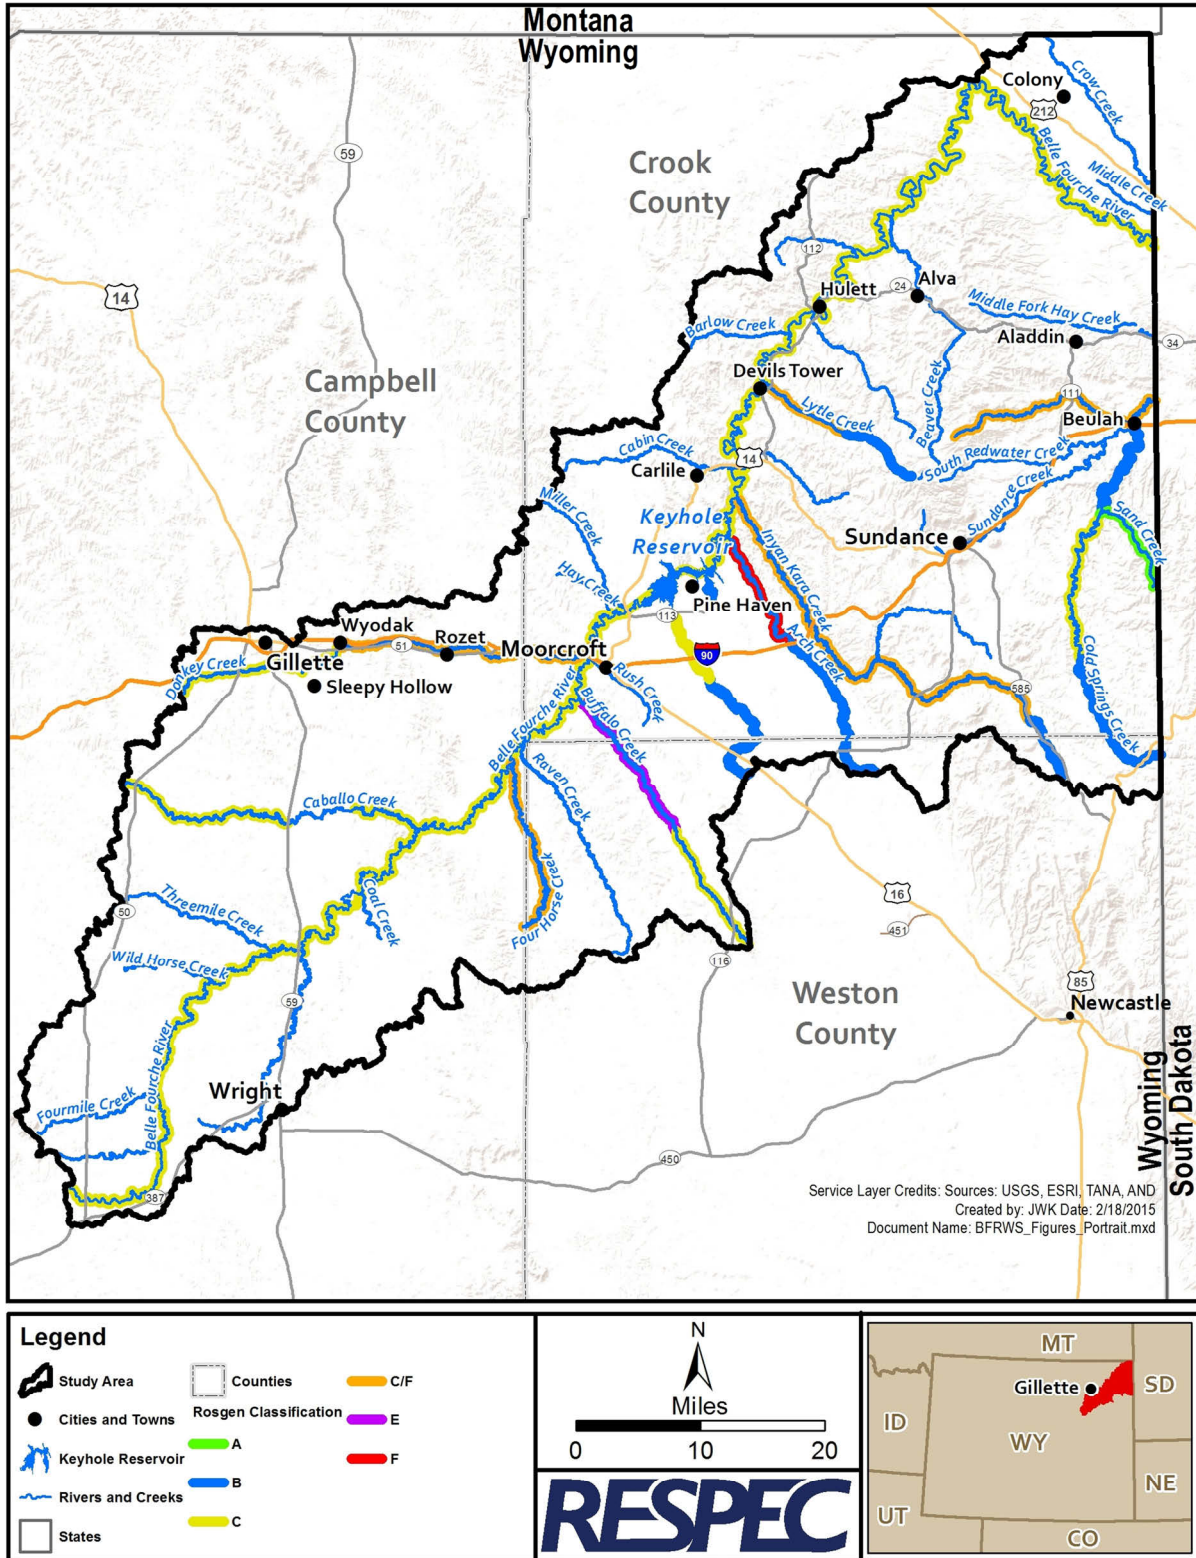 Montana
Wyoming
Colony
Crow Creek
212
59
Belle Fourche River
Middle Creek
Crook
County
112
14
Hulett
24
Alva
Middle Fork Hay Creek
Barlow Creek
Aladdin
34
Devils Tower
Campbell
County
Lytle Creek
Beaver Creek
111
Beulah
Cabin Creek
14
South Redwater Creek
Carlile
Miller Creek
Keyhole
Reservoir
Inyan Kara Creek
Sundance
Sundance Creek
Sand Creek
Hay Creek
Pine Haven
113
Wyodak
Rozet
51
Moorcroft
Gillette
90
Arch Creek
Donkey Creek
Sleepy Hollow
Rush Creek
585
Cold Springs Creek
Belle Fourche River
Buffalo Creek
Raven Creek
Caballo Creek
Four Horse Creek
Threemile Creek
Coal Creek
50
16
451
Wild Horse Creek
116
59
85
Weston
County
Newcastle
Belle Fourche River
Wright
Fourmile Creek
Wyoming
South Dakota
450
387
Service Layer Credits: Sources: USGS, ESRI, TANA, AND
Created by: JWK Date: 2/18/2015
Document Name: BFRWS_Figures_Portrait.mxd
Legend
Study Area
Cities and Towns
Keyhole Reservoir
Rivers and Creeks
States
Counties
Rosgen Classification
A
B
C
C/F
E
F
N
Miles
0 10 20
RESPEC
MT
Gillette
SD
ID
WY
NE
UT
CO